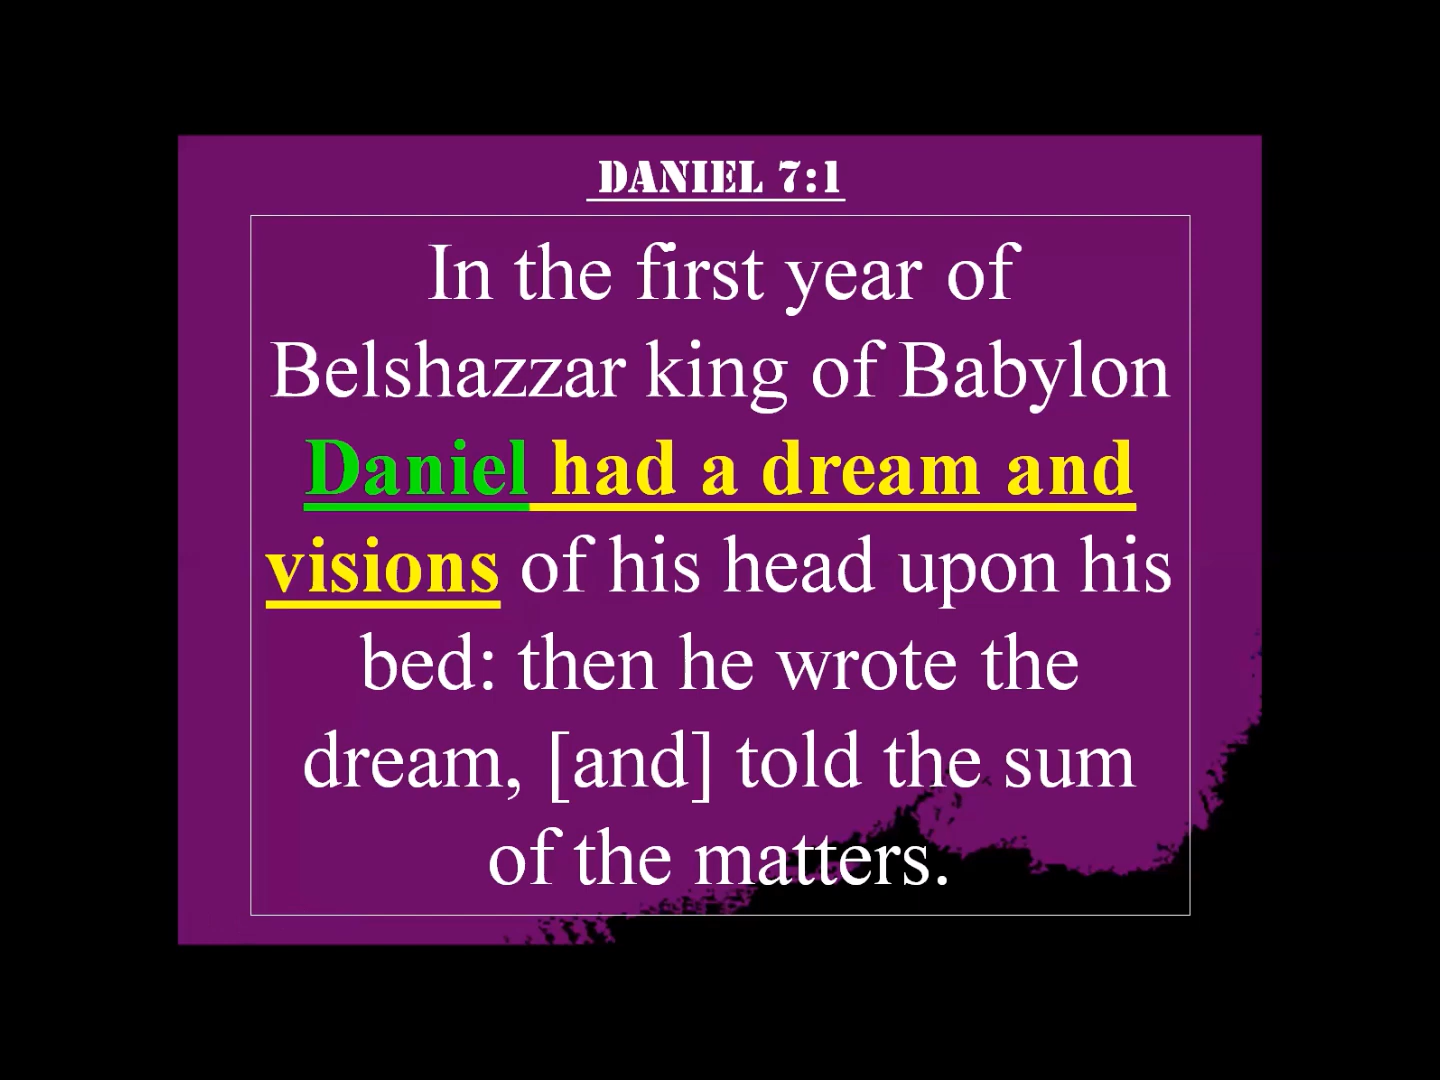 DANIEL 7:1
In the first year of
Belshazzar king of Babylon
Daniel had a dream and
visions of his head upon his
bed: then he wrote the
dream, [and] told the sum
of the matters.